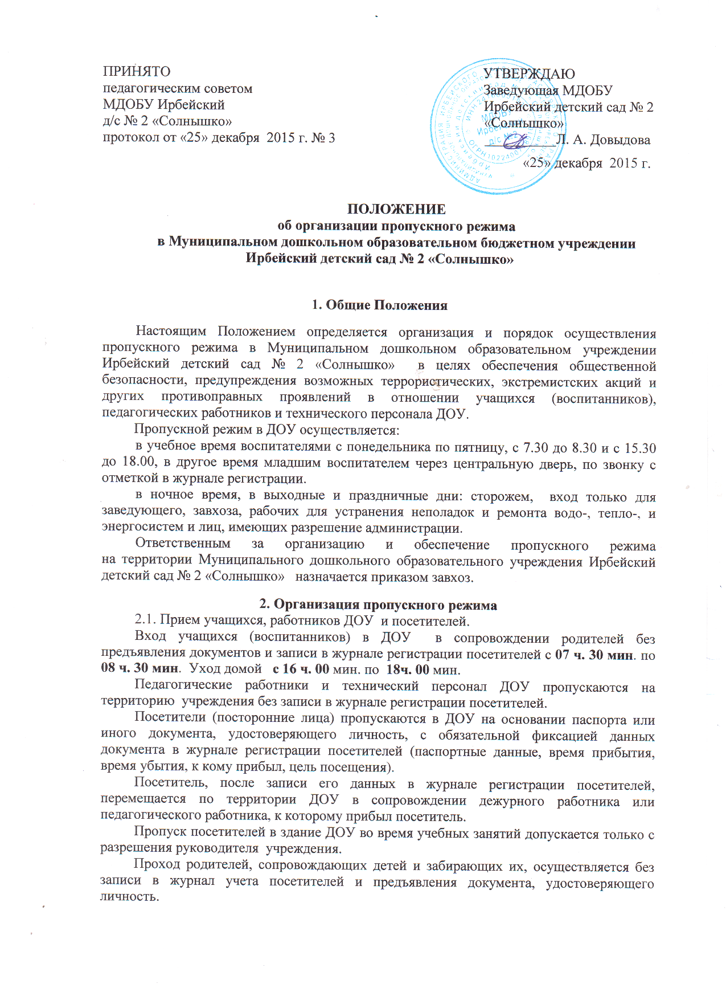 ПРИНЯТО
педагогическим советом
МДОБУ Ирбейский
д/с № 2 «Солнышко»
протокол от «25» декабря 2015 г. № 3
УТВЕРЖДАЮ
Заведующая МДОБУ
Ирбейский детский сад № 2
«Солнышко»
__________Л. А. Довыдова
«25» декабря 2015 г.
МДОБУ
Ирбейский
д/с №2
ПОЛОЖЕНИЕ
об организации пропускного режима
в Муниципальном дошкольном образовательном бюджетном учреждении
Ирбейский детский сад № 2 «Солнышко»
1. Общие Положения
Настоящим Положением определяется организация и порядок осуществления
пропускного режима в Муниципальном дошкольном образовательном учреждении
Ирбейский детский сад № 2 «Солнышко» в целях обеспечения общественной
безопасности, предупреждения возможных террористических, экстремистских акций и
других противоправных проявлений в отношении учащихся (воспитанников),
педагогических работников и технического персонала ДОУ.
Пропускной режим в ДОУ осуществляется:
в учебное время воспитателями с понедельника по пятницу, с 7.30 до 8.30 и с 15.30
до 18.00, в другое время младшим воспитателем через центральную дверь, по звонку с
отметкой в журнале регистрации.
в ночное время, в выходные и праздничные дни: сторожем, вход только для
заведующего, завхоза, рабочих для устранения неполадок и ремонта водо-, тепло-, и
энергосистем и лиц, имеющих разрешение администрации.
Ответственным за организацию и обеспечение пропускного режима
на территории Муниципального дошкольного образовательного учреждения Ирбейский
детский сад № 2 «Солнышко» назначается приказом завхоз.
2. Организация пропускного режима
2.1. Прием учащихся, работников ДОУ и посетителей.
Вход учащихся (воспитанников) в ДОУ в сопровождении родителей без
предъявления документов и записи в журнале регистрации посетителей с 07 ч. 30 мин. по
08 ч. 30 мин. Уход домой с 16 ч. 00 мин. по 18ч. 00 мин.
Педагогические работники и технический персонал ДОУ пропускаются на
территорию учреждения без записи в журнале регистрации посетителей.
Посетители (посторонние лица) пропускаются в ДОУ на основании паспорта или
иного документа, удостоверяющего личность, с обязательной фиксацией данных
документа в журнале регистрации посетителей (паспортные данные, время прибытия,
время убытия, к кому прибыл, цель посещения).
Посетитель, после записи его данных в журнале регистрации посетителей,
перемещается по территории ДОУ в сопровождении дежурного работника или
педагогического работника, к которому прибыл посетитель.
Пропуск посетителей в здание ДОУ во время учебных занятий допускается только с
разрешения руководителя учреждения.
Проход родителей, сопровождающих детей и забирающих их, осуществляется без
записи в журнал учета посетителей и предъявления документа, удостоверяющего
личность.